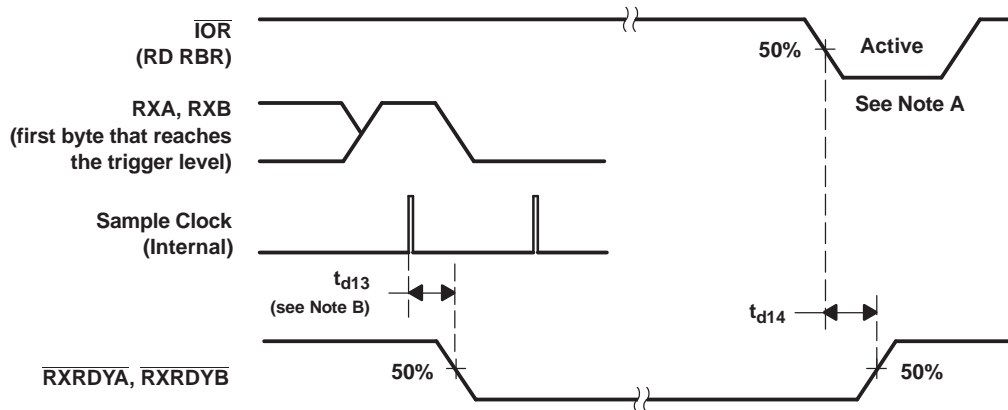 IOR
(RD RBR)
50%
Active
See Note A
RXA, RXB
(first byte that reaches
the trigger level)
Sample Clock
(Internal)
td13
(see Note B)
td14
RXRDYA, RXRDYB
50%
50%